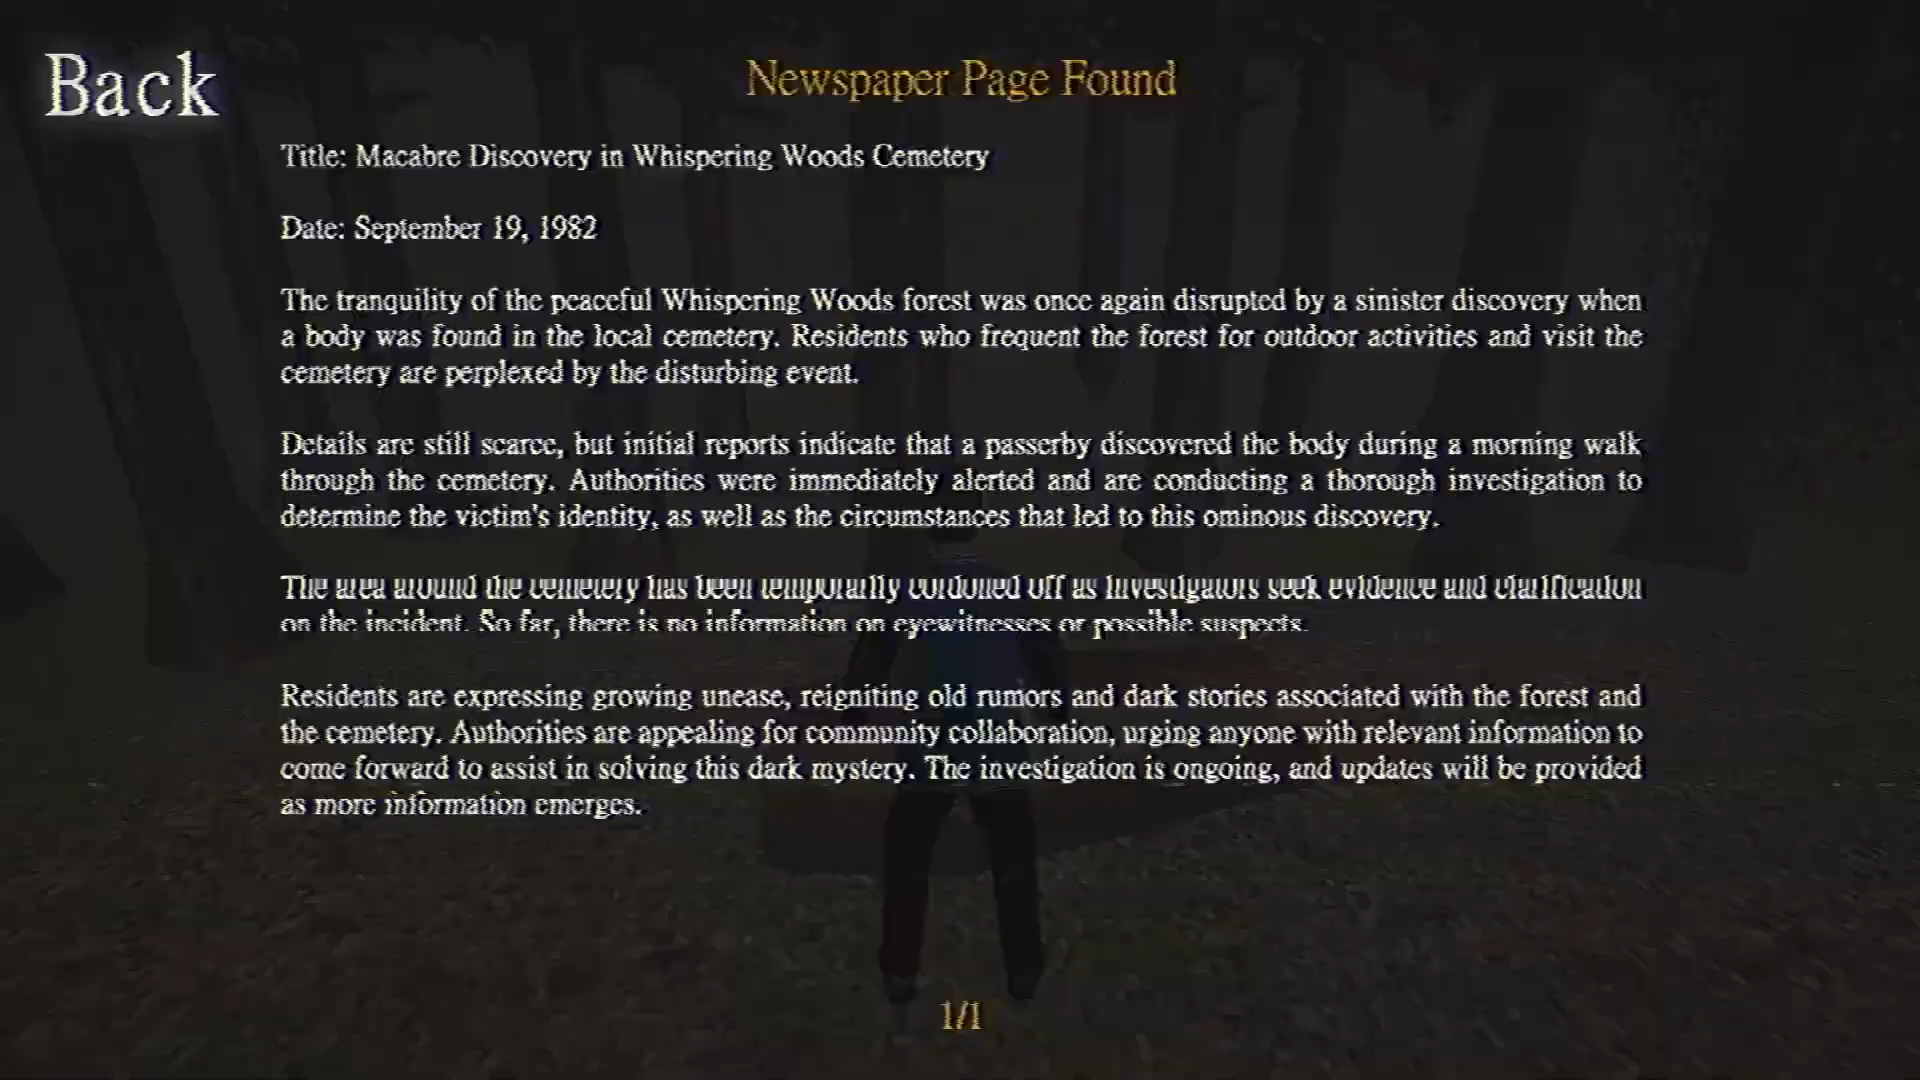 Back
Newspaper Page Found
Title: Macabre Discovery in Whispering Woods Cemetery
Date: September 19, 1982
The tranquility of the peaceful Whispering Woods forest was once again disrupted by a sinister discovery when
a body was found in the local cemetery. Residents who frequent the forest for outdoor activities and visit the
cemetery are perplexed by the disturbing event.
Details are still scarce, but initial reports indicate that a passerby discovered the body during a morning walk
through the cemetery. Authorities were immediately alerted and are conducting a thorough investigation to
determine the victim's identity, as well as the circumstances that led to this ominous discovery.
The area around the cemetery has been temporarily cordoned off as investigators seek evidence and clarification
on the incident. So far, there is no information on eyewitnesses or possible suspects.
Residents are expressing growing unease, reigniting old rumors and dark stories associated with the forest and
the cemetery. Authorities are appealing for community collaboration, urging anyone with relevant information to
come forward to assist in solving this dark mystery. The investigation is ongoing, and updates will be provided
as more information emerges.
1/1